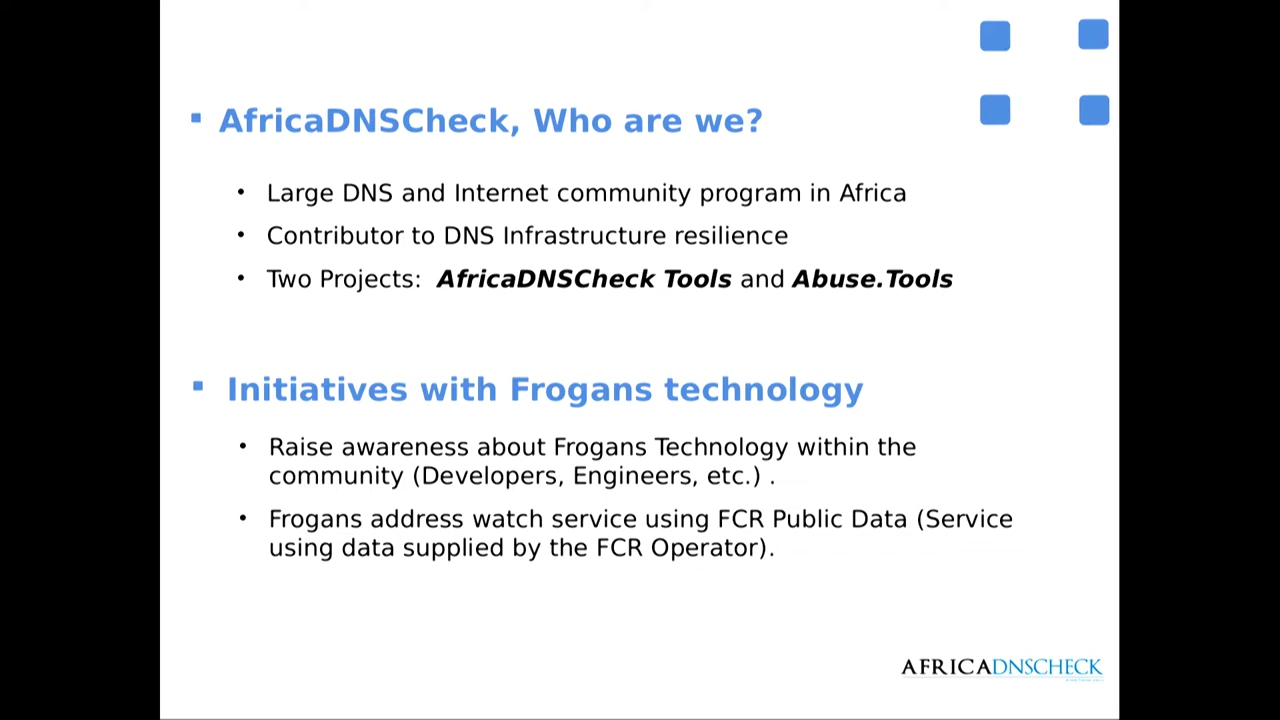 AfricaDNSCheck, Who are we?
Large DNS and Internet community program in Africa
Contributor to DNS Infrastructure resilience
Two Projects: AfricaDNSCheck Tools and Abuse.Tools
Initiatives with Frogans technology
Raise awareness about Frogans Technology within the
community (Developers, Engineers, etc.) .
Frogans address watch service using FCR Public Data (Service
using data supplied by the FCR Operator).
AFRICADNSCHECK